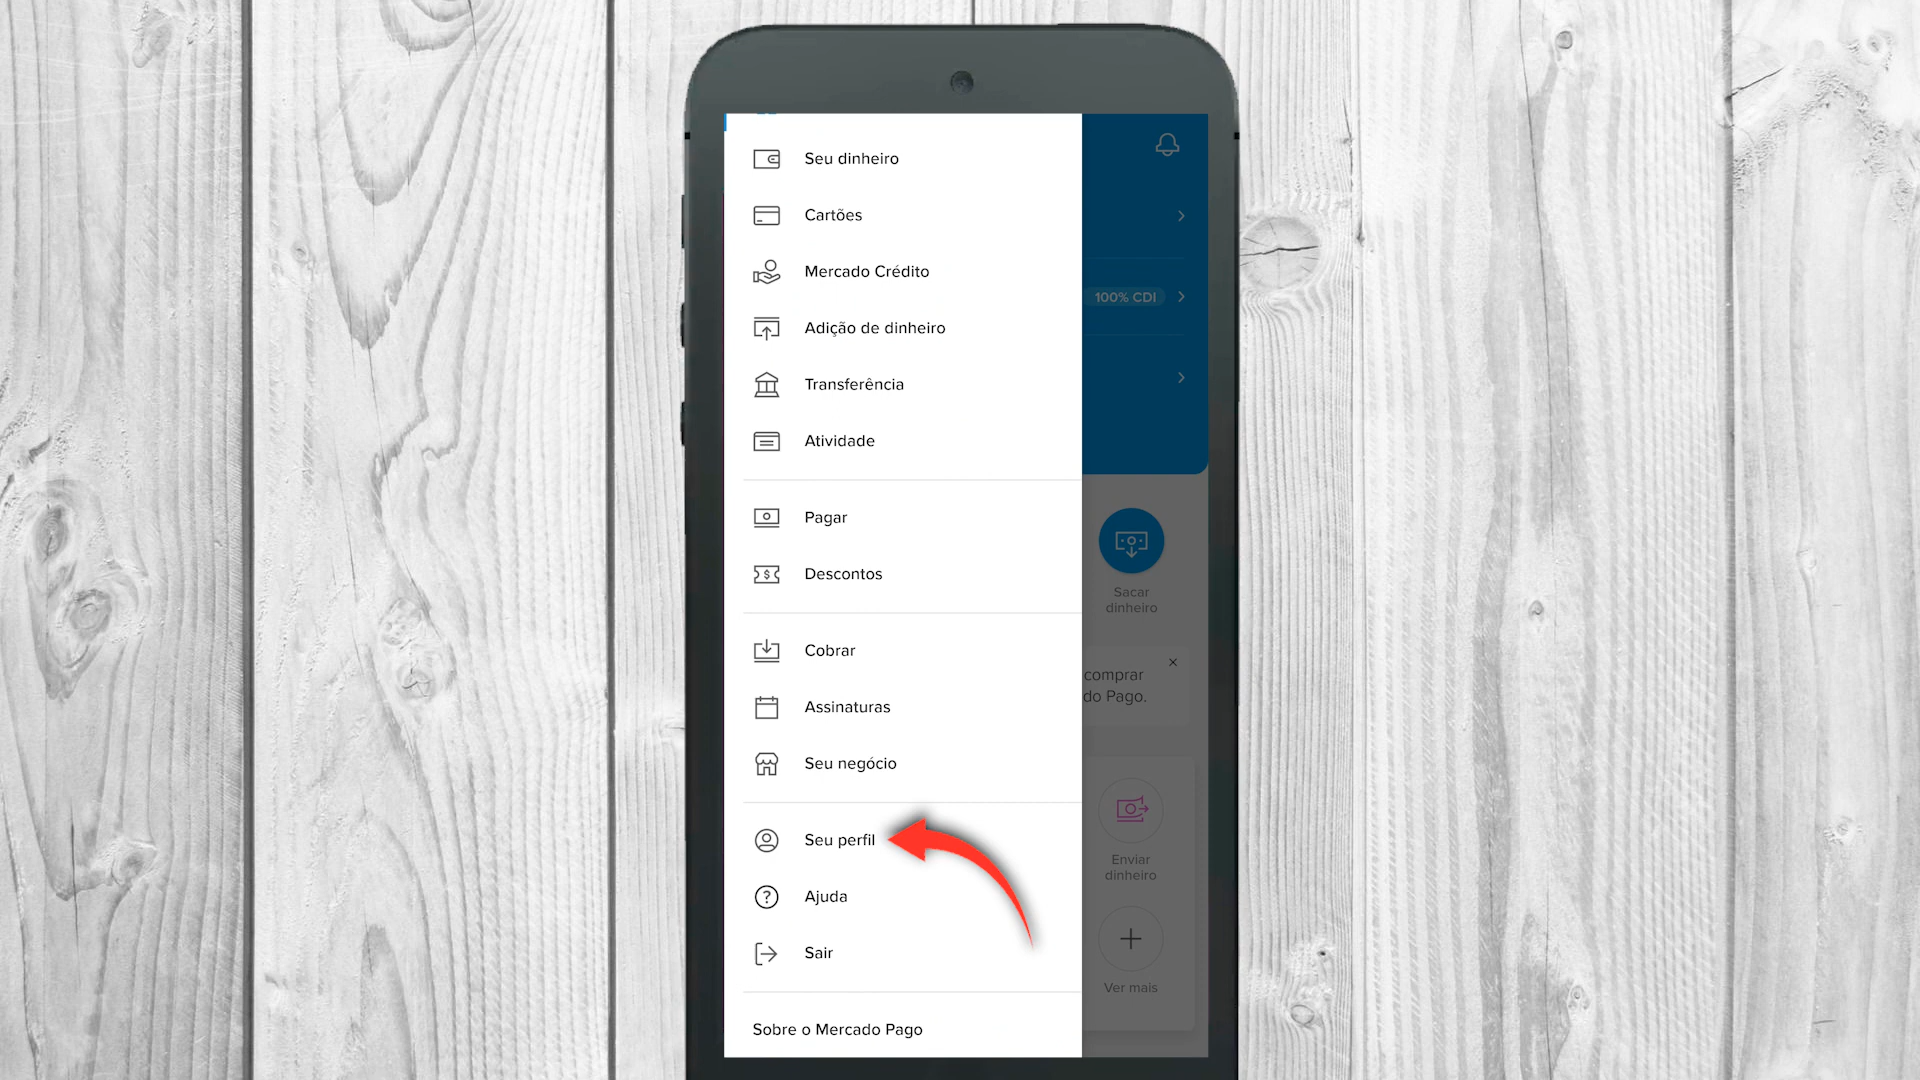 Seu dinheiro
Cartões
Mercado Crédito
Adição de dinheiro
Transferência
Atividade
Pagar
Descontos
Cobrar
Assinaturas
Seu negócio
Seu perfil
Ajuda
Sair
Sobre o Mercado Pago
100% CDI
Sacar
dinheiro
comprar
do Pago.
Enviar
dinheiro
Ver mais